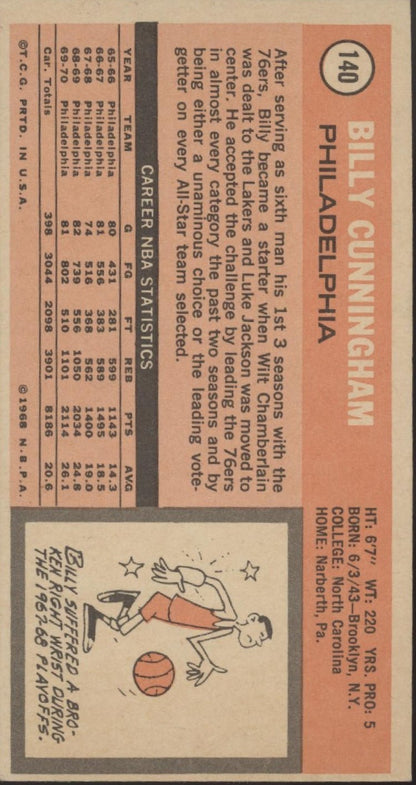 140
BILLY CUNNINGHAM
PHILADELPHIA
HT: 6'7" WT: 220 YRS. PRO: 5
BORN: 6/3/43—Brooklyn, N.Y.
COLLEGE: North Carolina
HOME: Narberth, Pa.
After serving as sixth man his 1st 3 seasons with the
76ers, Billy became a starter when Wilt Chamberlain
was dealt to the Lakers and Luke Jackson was moved to
center. He accepted the challenge by leading the 76ers
in almost every category the past two seasons and by
being either a unaminous choice or the leading vote-
getter on every All-Star team selected.
CAREER NBA STATISTICS
YEAR TEAM G FG FT REB PTS AVG
65-66 Philadelphia 80 431 281 599 1143 14.3
66-67 Philadelphia 81 556 383 589 1495 18.5
67-68 Philadelphia 74 516 368 562 1400 19.0
68-69 Philadelphia 82 739 556 1050 2034 24.8
69-70 Philadelphia 81 802 510 1101 2114 26.1
Car. Totals 398 3044 2098 3901 8186 20.6
©T.C.G. PRTD. IN U.S.A. ©1968 N.B.P.A.
BILLY SUFFERED A BRO-
KEN RIGHT WRIST DURING
THE 1967-68 PLAYOFFS.